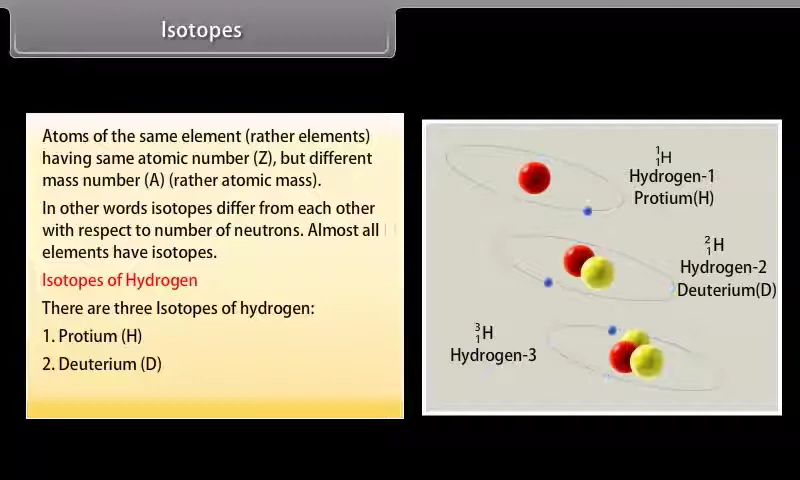 Isotopes
Atoms of the same element (rather elements)
having same atomic number (Z), but different
mass number (A) (rather atomic mass).
In other words isotopes differ from each other
with respect to number of neutrons. Almost all
elements have isotopes.
Isotopes of Hydrogen
There are three Isotopes of hydrogen:
1. Protium (H)
2. Deuterium (D)
¹₁H
Hydrogen-1
Protium(H)
²₁H
Hydrogen-2
Deuterium(D)
³₁H
Hydrogen-3